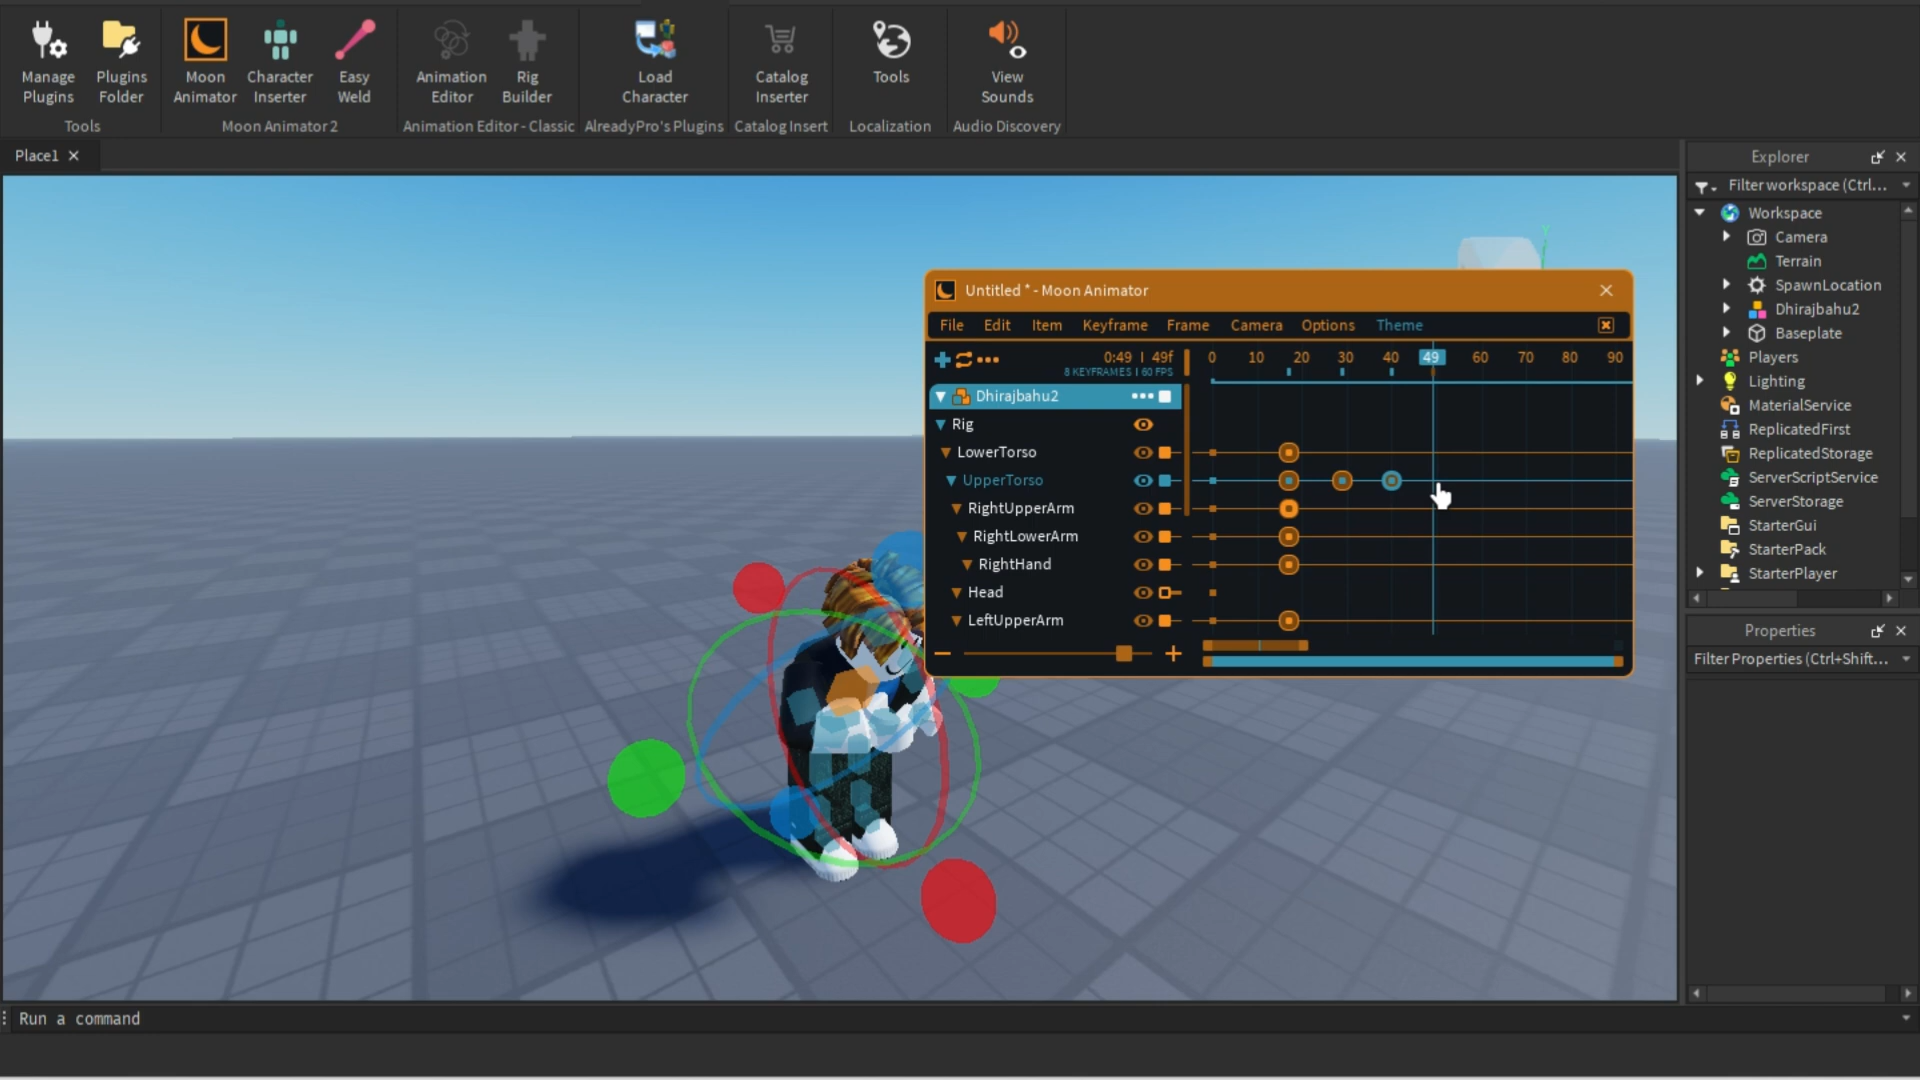 Manage Plugins
Plugins Folder
Moon Animator
Character Inserter
Easy Weld
Animation Editor
Rig Builder
Load Character
Catalog Inserter
Tools
View Sounds
Tools
Moon Animator 2
Animation Editor - Classic
AlreadyPro's Plugins
Catalog Insert
Localization
Audio Discovery
Place1
Explorer
Filter workspace (Ctrl...
Workspace
Camera
Terrain
SpawnLocation
Dhirajbahu2
Baseplate
Players
Lighting
MaterialService
ReplicatedFirst
ReplicatedStorage
ServerScriptService
ServerStorage
StarterGui
StarterPack
StarterPlayer
Properties
Filter Properties (Ctrl+Shift...
Untitled * - Moon Animator
File Edit Item Keyframe Frame Camera Options Theme
0:49 | 49f
8 KEYFRAMES | 60 FPS
0 10 20 30 40 49 60 70 80 90
Dhirajbahu2
Rig
LowerTorso
UpperTorso
RightUpperArm
RightLowerArm
RightHand
Head
LeftUpperArm
Run a command